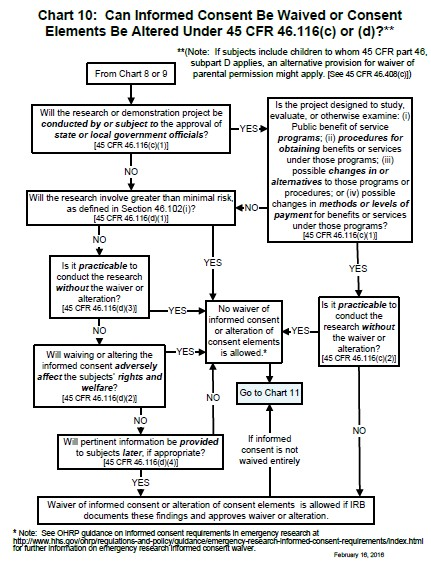 Chart 10: Can Informed Consent Be Waived or Consent
Elements Be Altered Under 45 CFR 46.116(c) or (d)?**
**(Note: If subjects include children to whom 45 CFR part 46,
subpart D applies, an alternative provision for waiver of
parental permission might apply. [See 45 CFR 46.408(c)])
From Chart 8 or 9
Will the research or demonstration project be
conducted by or subject to the approval of
state or local government officials?
[45 CFR 46.116(c)(1)]
YES
Is the project designed to study,
evaluate, or otherwise examine: (i)
Public benefit of service
programs; (ii) procedures for
obtaining benefits or services
under those programs; (iii)
possible changes in or
alternatives to those programs or
procedures; or (iv) possible
changes in methods or levels of
payment for benefits or services
under those programs?
[45 CFR 46.116(c)(1)]
NO
Will the research involve greater than minimal risk,
as defined in Section 46.102(i)?
[45 CFR 46.116(d)(1)]
NO
NO
YES
YES
Is it practicable to
conduct the research
without the waiver or
alteration?
[45 CFR 46.116(d)(3)]
YES
No waiver of
informed consent
or alteration of
consent elements
is allowed.*
YES
Is it practicable to
conduct the
research without
the waiver or
alteration?
[45 CFR 46.116(c)(2)]
NO
Will waiving or altering the
informed consent adversely
affect the subjects' rights and
welfare?
[45 CFR 46.116(d)(2)]
YES
Go to Chart 11
NO
NO
NO
Will pertinent information be provided
to subjects later, if appropriate?
[45 CFR 46.116(d)(4)]
If informed
consent is not
waived entirely
YES
Waiver of informed consent or alteration of consent elements is allowed if IRB
documents these findings and approves waiver or alteration.
* Note: See OHRP guidance on informed consent requirements in emergency research at
http://www.hhs.gov/ohrp/regulations-and-policy/guidance/emergency-research-informed-consent-requirements/index.html
for further information on emergency research informed consent waiver.
February 16, 2016